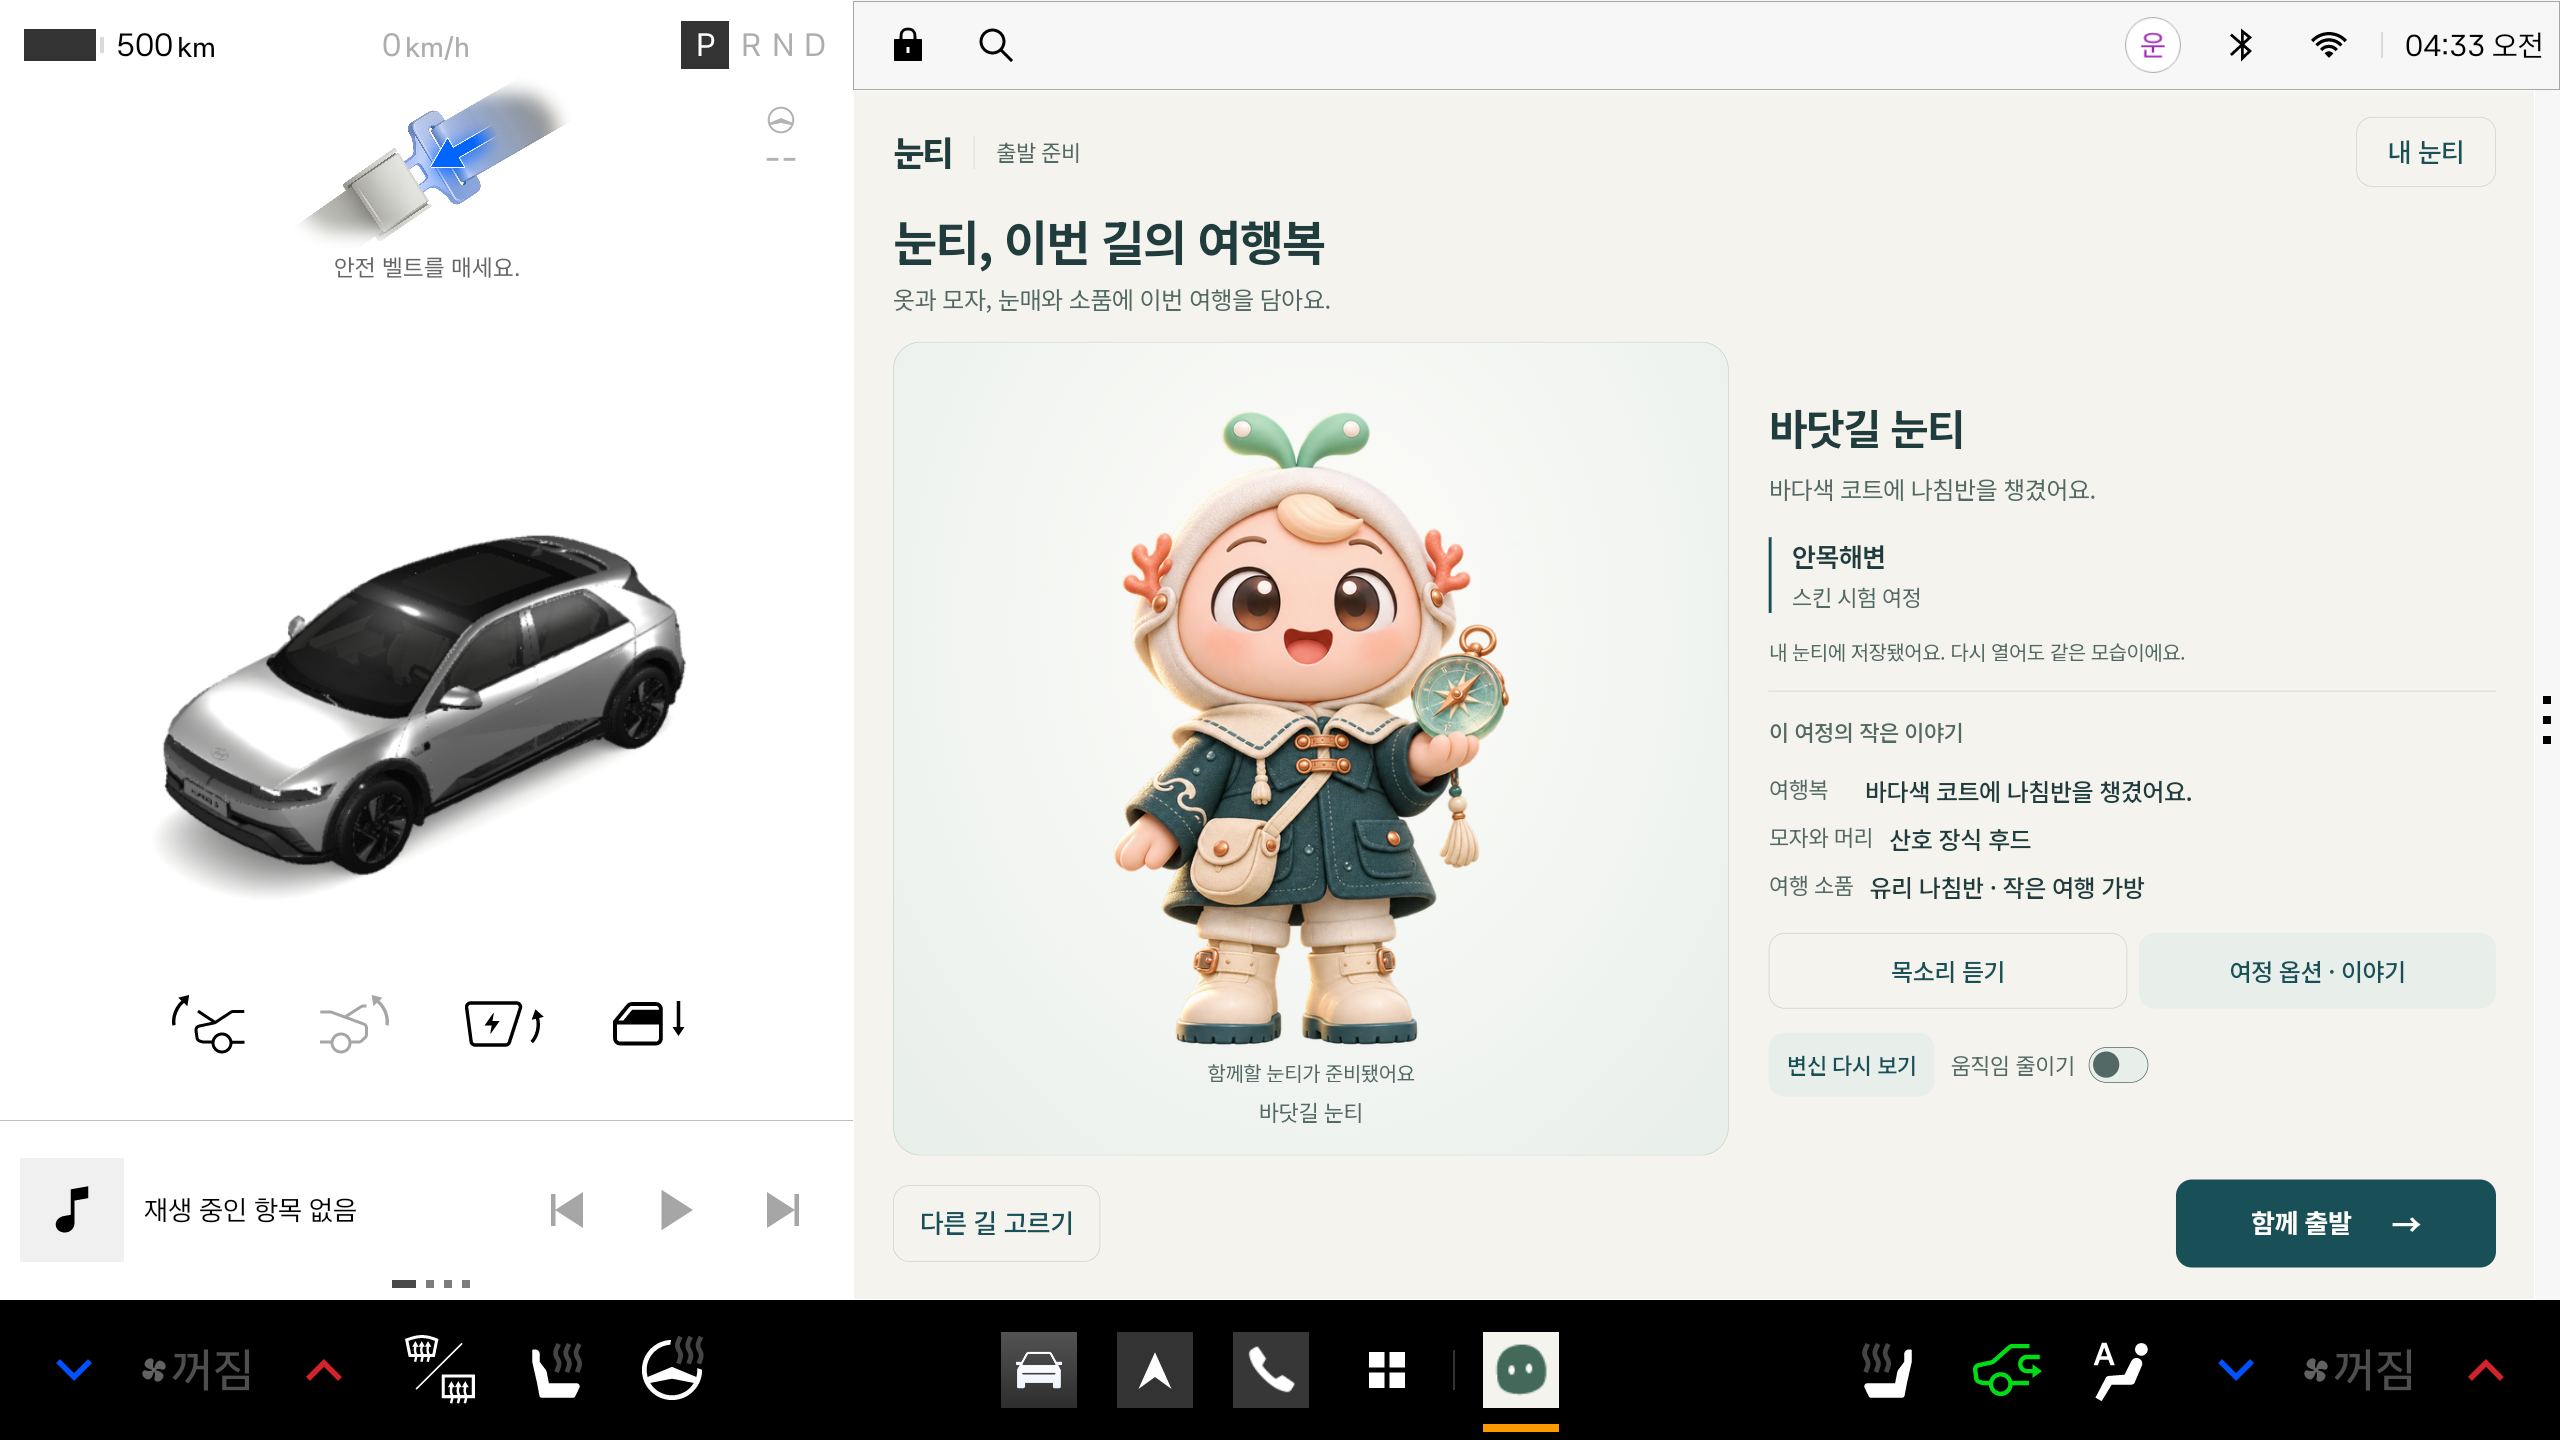 500 km
0 km/h
P R N D
운
04:33 오전
--
안전 벨트를 매세요.
재생 중인 항목 없음
눈티
출발 준비
내 눈티
눈티, 이번 길의 여행복
옷과 모자, 눈매와 소품에 이번 여행을 담아요.
함께할 눈티가 준비됐어요
바닷길 눈티
바닷길 눈티
바다색 코트에 나침반을 챙겼어요.
안목해변
스킨 시험 여정
내 눈티에 저장됐어요. 다시 열어도 같은 모습이에요.
이 여정의 작은 이야기
여행복 바다색 코트에 나침반을 챙겼어요.
모자와 머리 산호 장식 후드
여행 소품 유리 나침반 · 작은 여행 가방
목소리 듣기
여정 옵션 · 이야기
변신 다시 보기
움직임 줄이기
다른 길 고르기
함께 출발 →
꺼짐
A
꺼짐